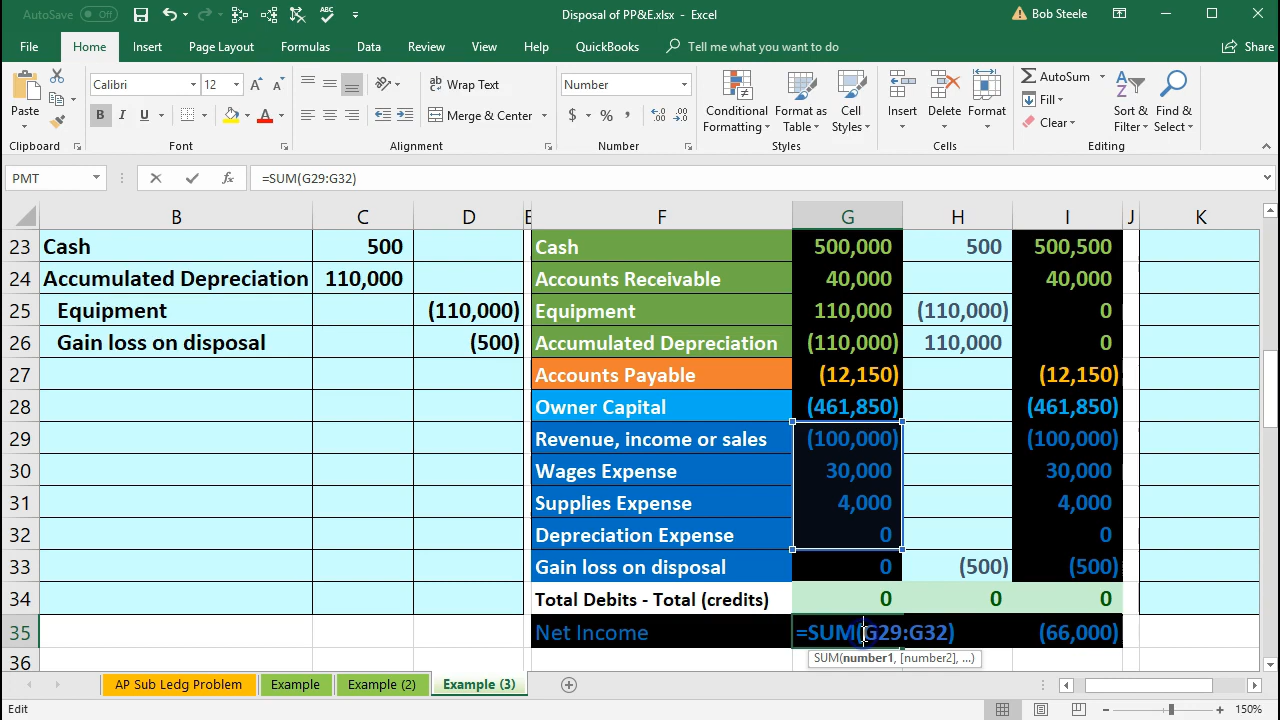 AutoSave Off Disposal of PP&E.xlsx - Excel Bob Steele
File Home Insert Page Layout Formulas Data Review View Help QuickBooks Tell me what you want to do Share
Paste Calibri 12 A A ab Wrap Text Number Conditional Formatting Format as Table Cell Styles Insert Delete Format AutoSum Sort & Filter Find & Select
B I U A Merge & Center $ % , Fill
Clear
Clipboard Font Alignment Number Styles Cells Editing
PMT fx =SUM(G29:G32)
B C D E F G H I J K
23 Cash 500 Cash 500,000 500 500,500
24 Accumulated Depreciation 110,000 Accounts Receivable 40,000 40,000
25 Equipment (110,000) Equipment 110,000 (110,000) 0
26 Gain loss on disposal (500) Accumulated Depreciation (110,000) 110,000 0
27 Accounts Payable (12,150) (12,150)
28 Owner Capital (461,850) (461,850)
29 Revenue, income or sales (100,000) (100,000)
30 Wages Expense 30,000 30,000
31 Supplies Expense 4,000 4,000
32 Depreciation Expense 0 0
33 Gain loss on disposal 0 (500) (500)
34 Total Debits - Total (credits) 0 0 0
35 Net Income =SUM(G29:G32) (66,000)
36 SUM(number1, [number2], ...)
AP Sub Ledg Problem Example Example (2) Example (3)
Edit 150%